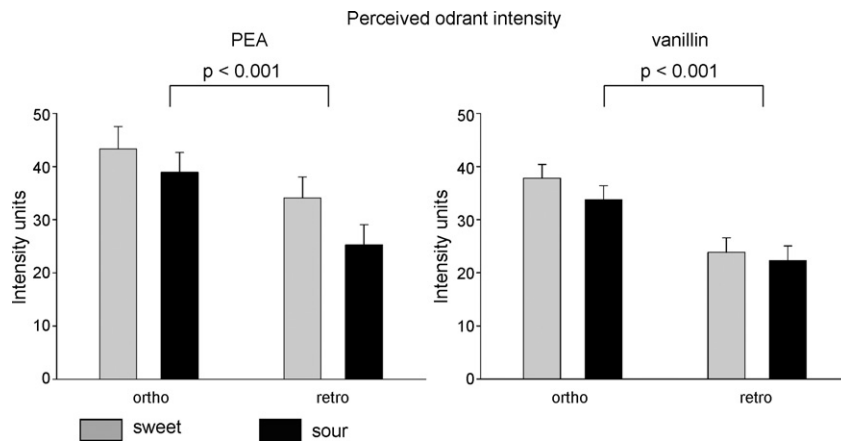 Perceived odrant intensity
PEA
p < 0.001
Intensity units
50
40
30
20
10
0
ortho
retro
vanillin
p < 0.001
Intensity units
50
40
30
20
10
0
ortho
retro
sweet
sour